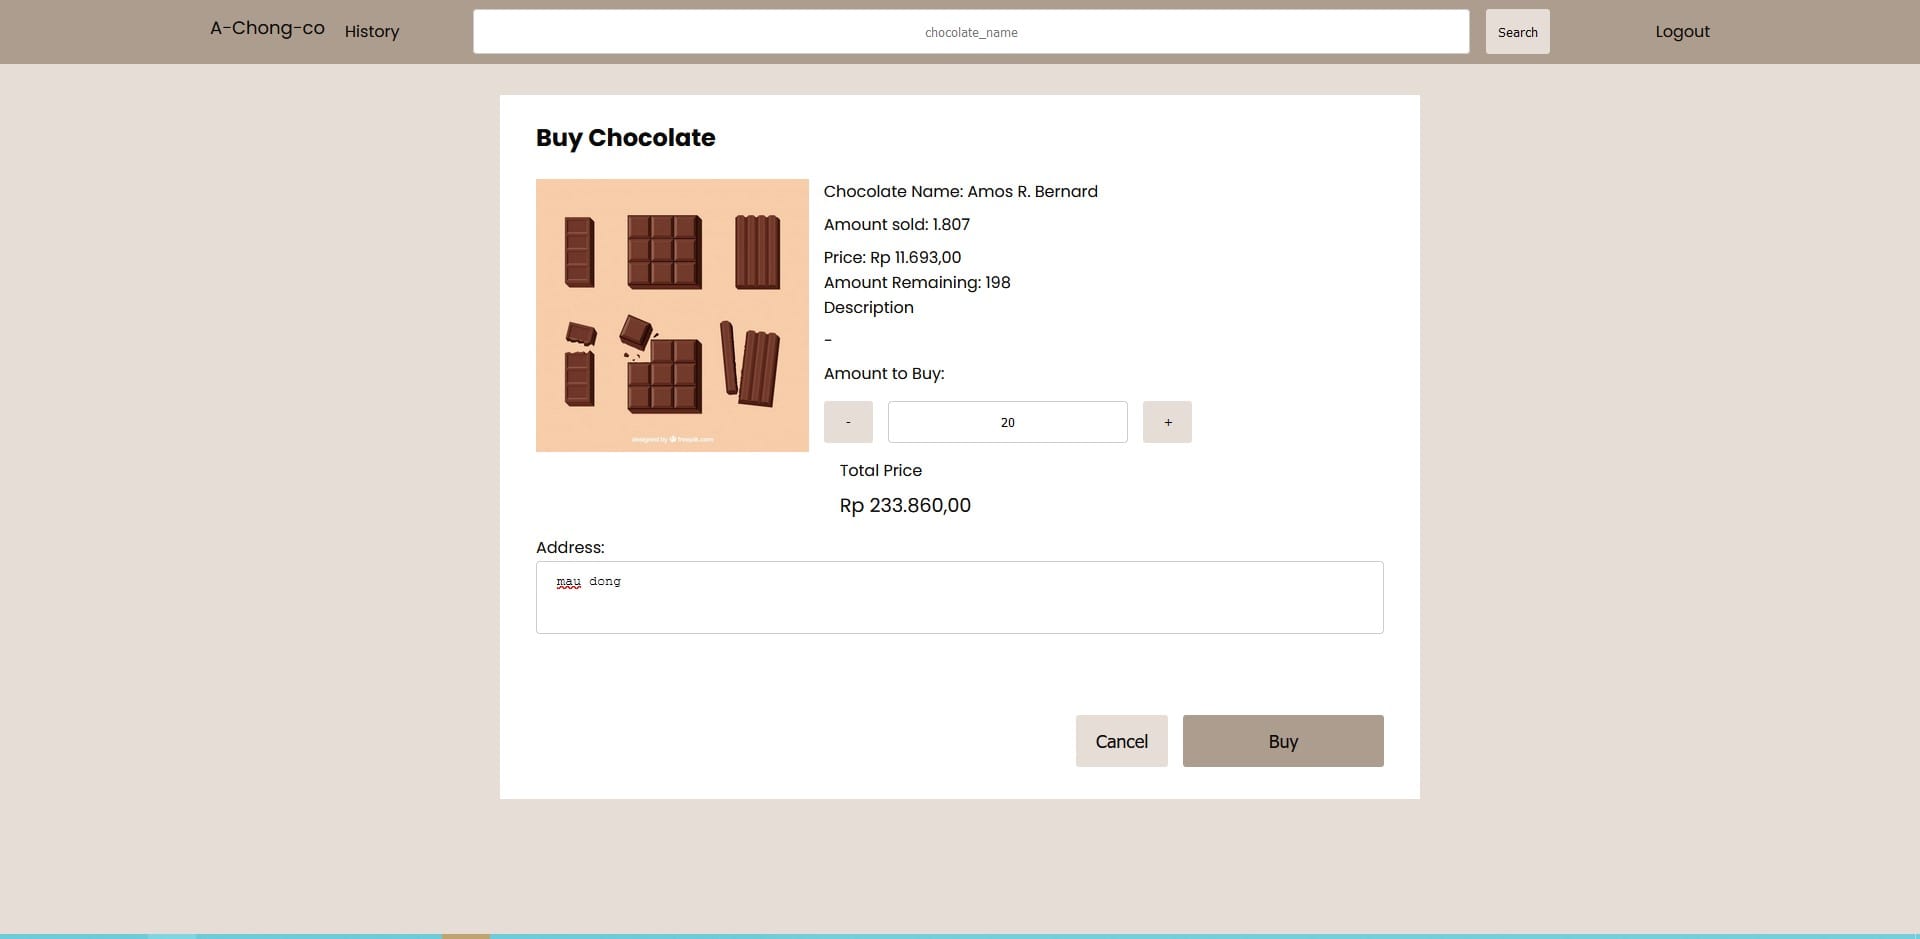 A-Chong-co History chocolate_name Search Logout
Buy Chocolate
Chocolate Name: Amos R. Bernard
Amount sold: 1.807
Price: Rp 11.693,00
Amount Remaining: 198
Description
-
Amount to Buy:
- 20 +
designed by freepik.com
Total Price
Rp 233.860,00
Address:
mau dong
Cancel Buy